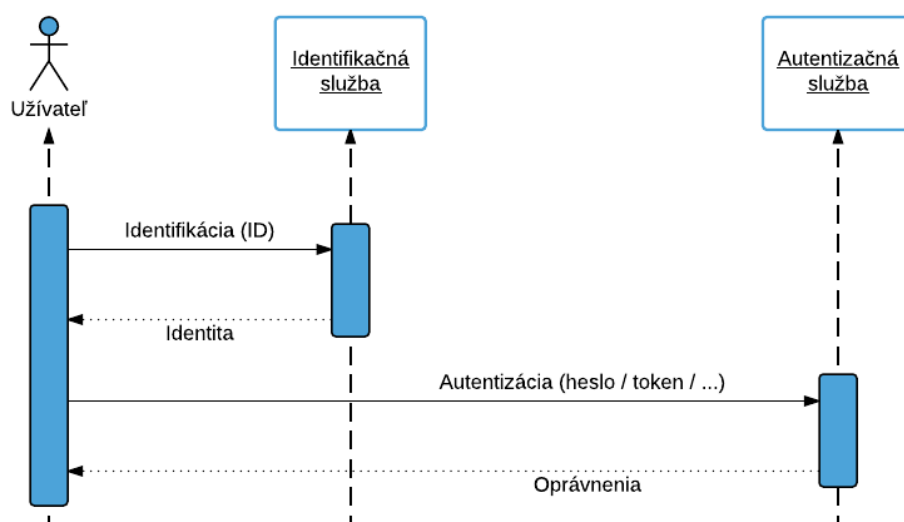 Užívateľ
Identifikačná
služba
Autentizačná
služba
Identifikácia (ID)
Identita
Autentizácia (heslo / token / ...)
Oprávnenia